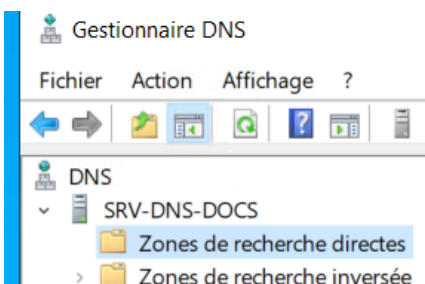 Gestionnaire DNS
Fichier Action Affichage ?
DNS
SRV-DNS-DOCS
Zones de recherche directes
Zones de recherche inversée